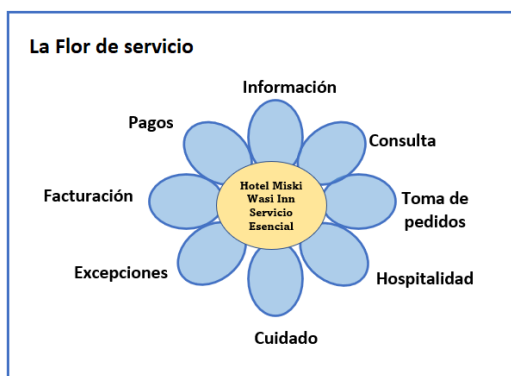 La Flor de servicio
Información
Pagos
Consulta
Hotel Miski
Wasi Inn
Servicio
Esencial
Facturación
Toma de
pedidos
Excepciones
Hospitalidad
Cuidado